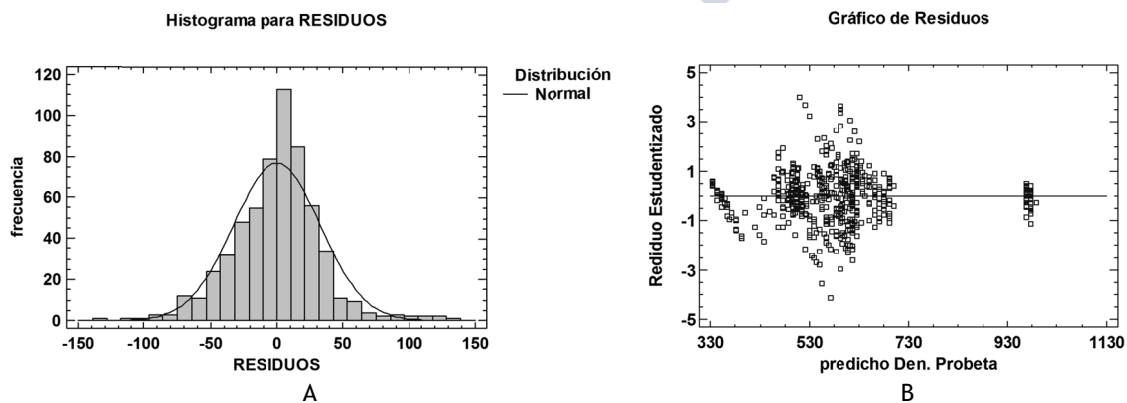 Histograma para RESIDUOS
120
100
80
60
40
20
0
frecuencia
-150 -100 -50 0 50 100 150
RESIDUOS
Distribución
Normal
A
Gráfico de Residuos
5
3
1
-1
-3
-5
Rediduo Estudentizado
330 530 730 930 1130
predicho Den. Probeta
B